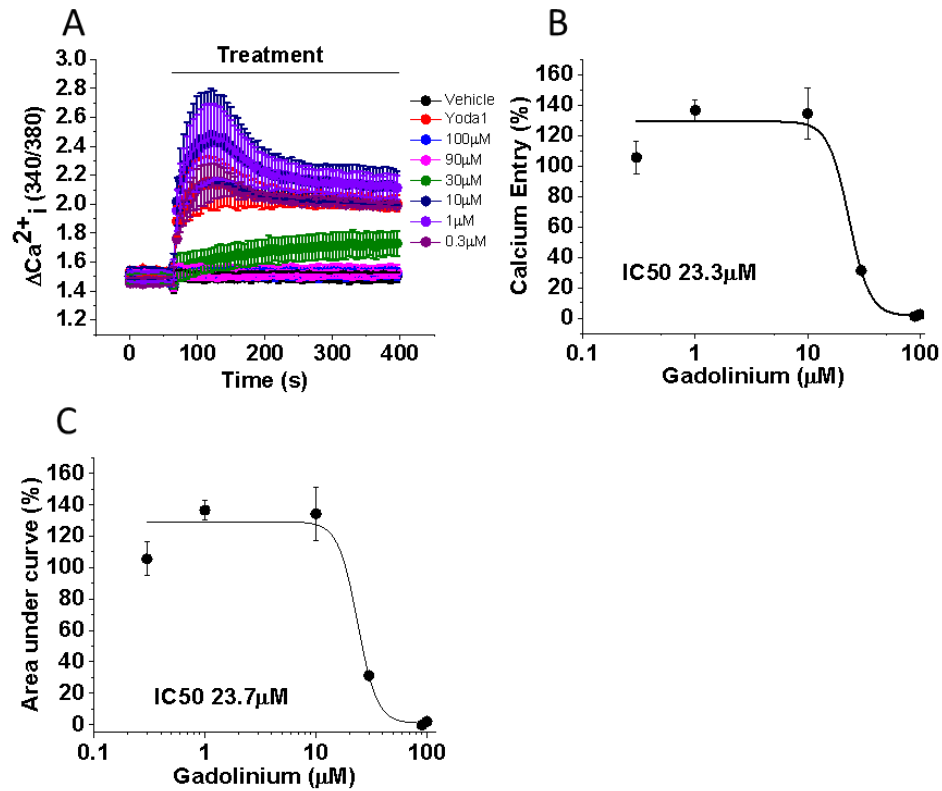 A
Treatment
3.0
2.8
2.6
2.4
2.2
2.0
1.8
1.6
1.4
1.2
ΔCa2+i (340/380)
0
100
200
300
400
Time (s)
Vehicle
Yoda1
100μM
90μM
30μM
10μM
1μM
0.3μM
B
160
140
120
100
80
60
40
20
0
Calcium Entry (%)
IC50 23.3μM
0.1
1
10
100
Gadolinium (μM)
C
160
140
120
100
80
60
40
20
0
Area under curve (%)
IC50 23.7μM
0.1
1
10
100
Gadolinium (μM)